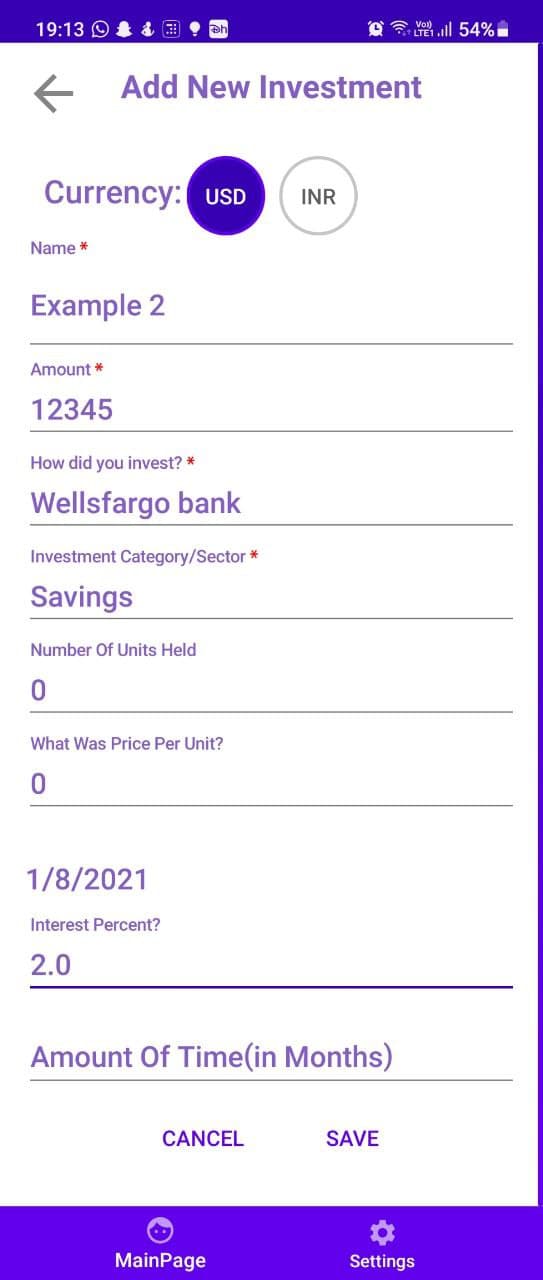 19:13 Vo)) LTE1 54%
Add New Investment
Currency: USD INR
Name *
Example 2
Amount *
12345
How did you invest? *
Wellsfargo bank
Investment Category/Sector *
Savings
Number Of Units Held
0
What Was Price Per Unit?
0
1/8/2021
Interest Percent?
2.0
Amount Of Time(in Months)
CANCEL SAVE
MainPage Settings